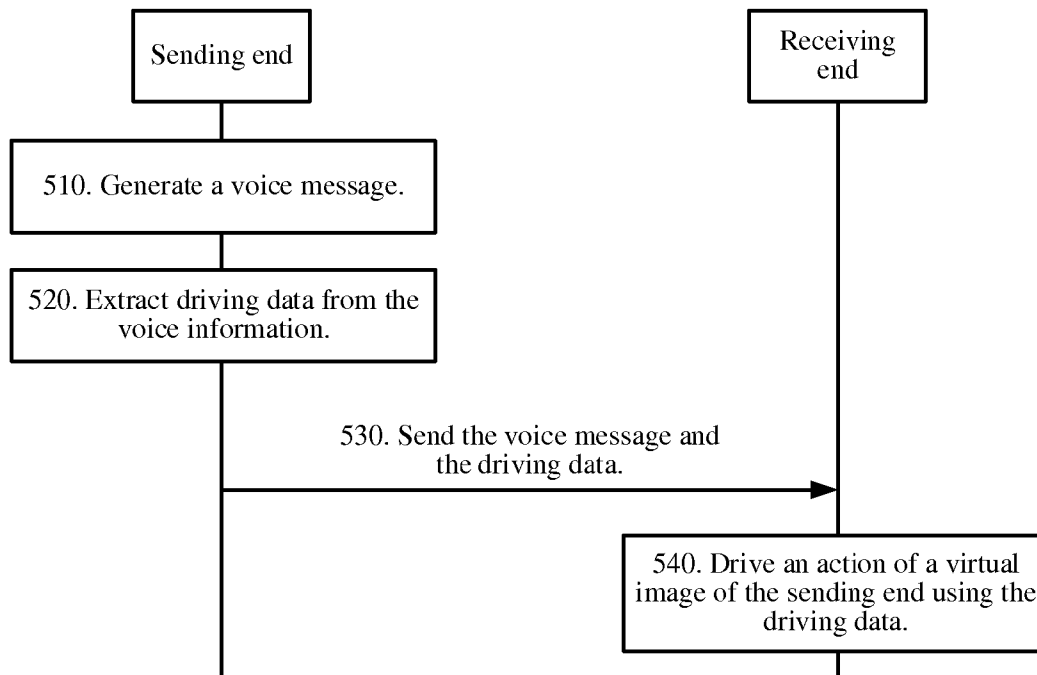 Sending end
Receiving
end
510. Generate a voice message.
520. Extract driving data from the
voice information.
530. Send the voice message and
the driving data.
540. Drive an action of a virtual
image of the sending end using the
driving data.